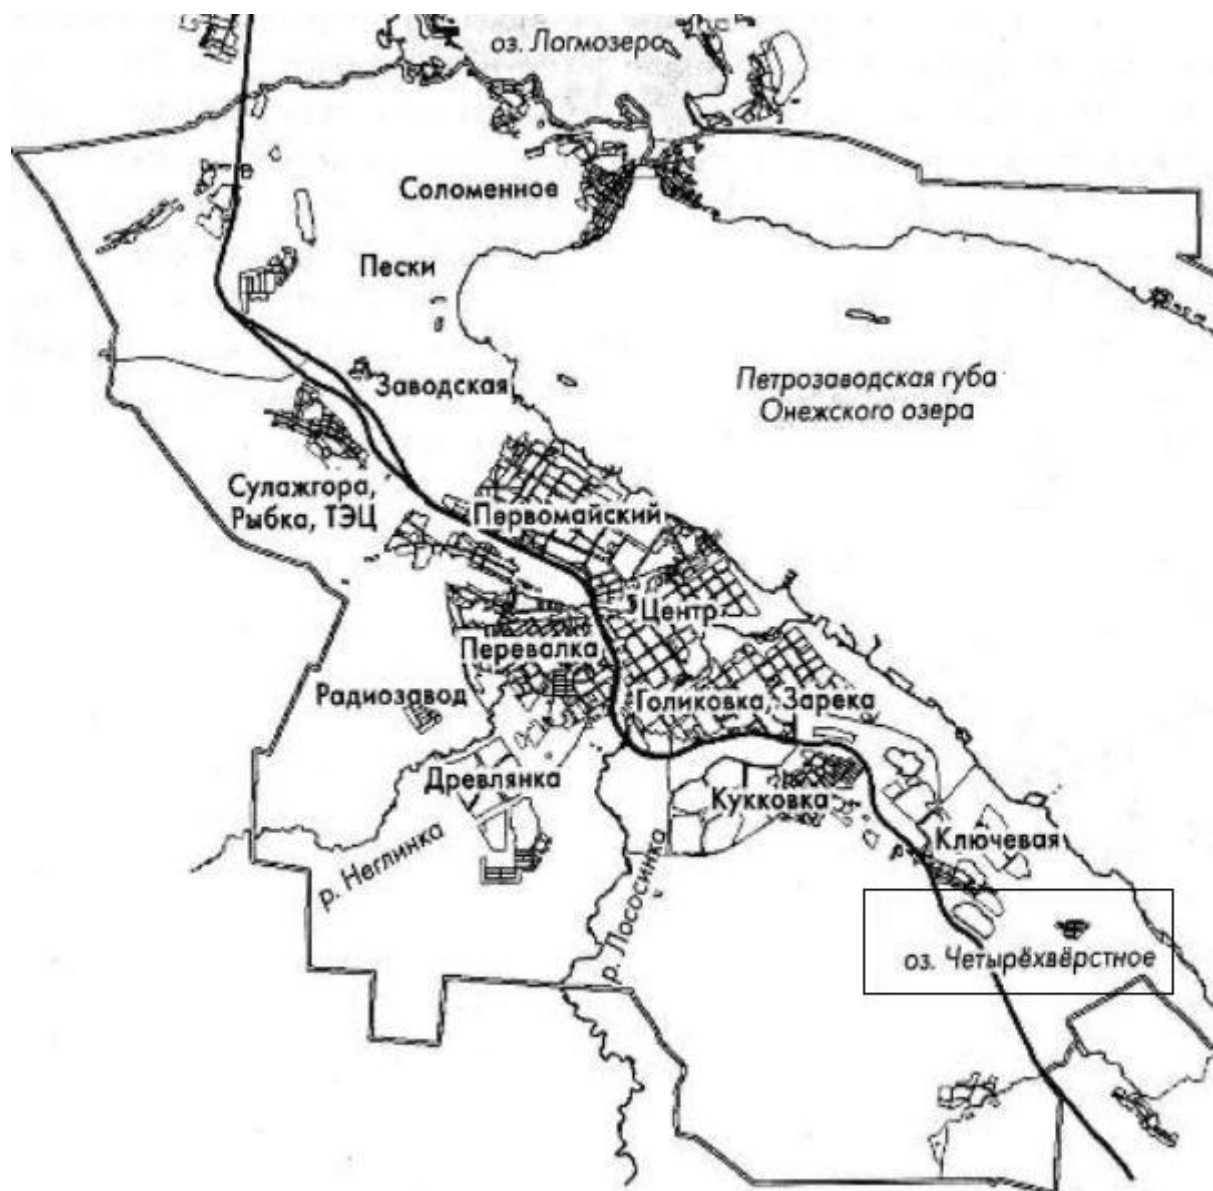 оз. Логмозеро
Соломенное
Пески
Заводская
Петрозаводская губа
Онежского озера
Сулажгора,
Рыбка, ТЭЦ
Первомайский
Центр
Перевалка
Радиозавод
Голиковка, Зарека
Древлянка
Кукковка
Ключевая
р. Неглинка
р. Лососинка
оз. Четырёхвёрстное